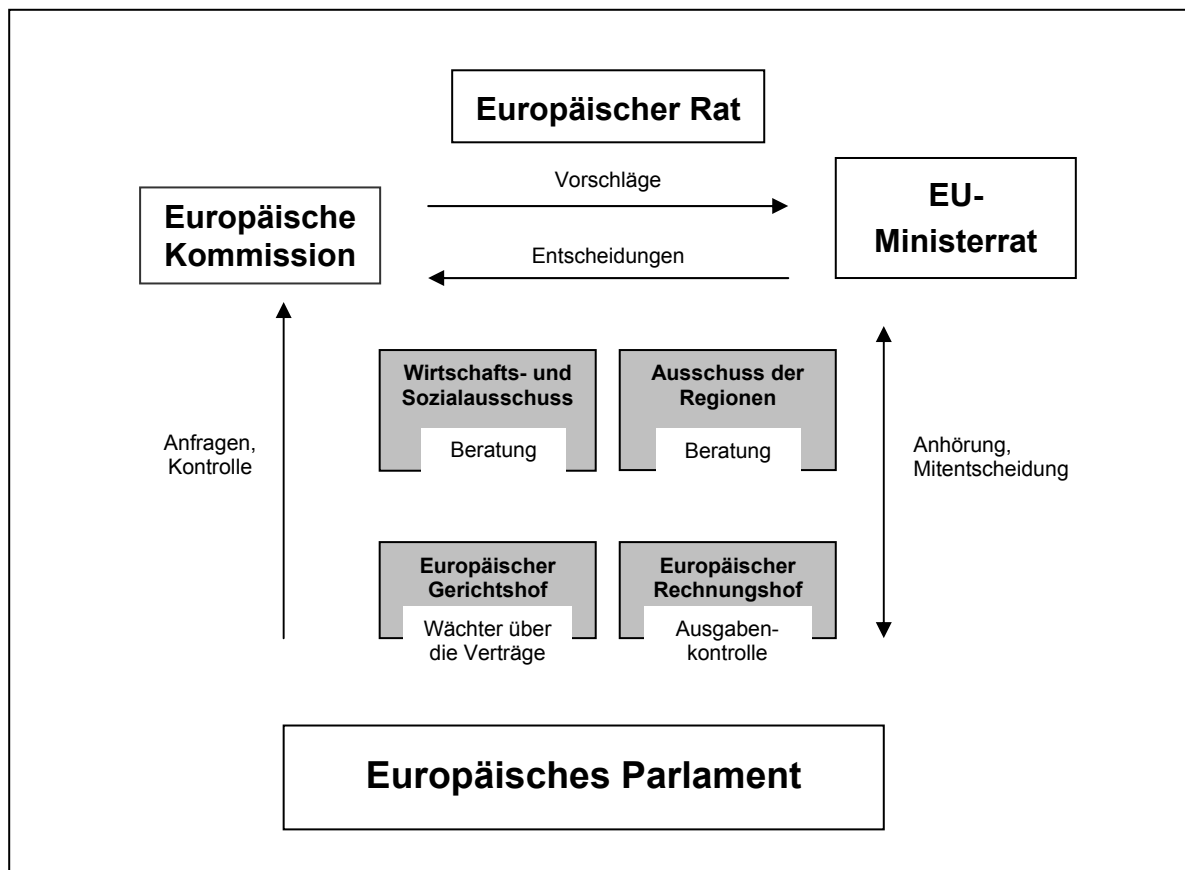 Europäischer Rat
Vorschläge
Europäische
Kommission
EU-
Ministerrat
Entscheidungen
Wirtschafts- und
Sozialausschuss
Beratung
Ausschuss der
Regionen
Beratung
Anfragen,
Kontrolle
Anhörung,
Mitentscheidung
Europäischer
Gerichtshof
Wächter über
die Verträge
Europäischer
Rechnungshof
Ausgaben-
kontrolle
Europäisches Parlament